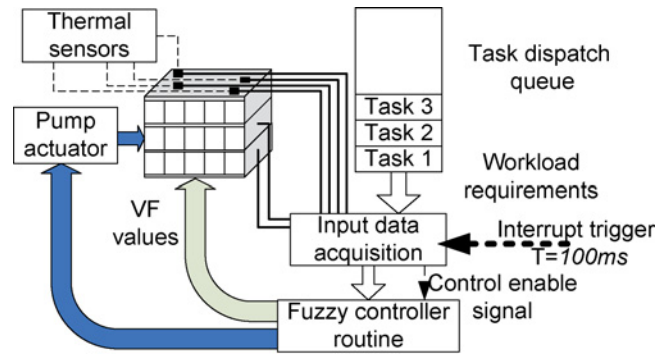 Thermal
sensors
Task dispatch
queue
Task 3
Task 2
Task 1
Pump
actuator
Workload
requirements
VF
values
Input data
acquisition
Interrupt trigger
T=100ms
Control enable
signal
Fuzzy controller
routine